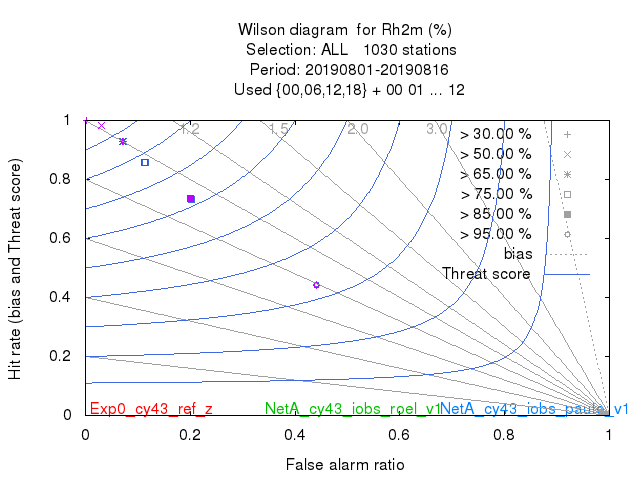 Wilson diagram for Rh2m (%)
Selection: ALL 1030 stations
Period: 20190801-20190816
Used {00,06,12,18} + 00 01 ... 12
Hit rate (bias and Threat score)
1
0.8
0.6
0.4
0.2
0
1.2
1.5
2.0
3.0
> 30.00 %
> 50.00 %
> 65.00 %
> 75.00 %
> 85.00 %
> 95.00 %
bias
Threat score
Exp0_cy43_ref_z NetA_cy43_iobs_roel_v1 NetA_cy43_iobs_paulo_v1
0 0.2 0.4 0.6 0.8 1
False alarm ratio